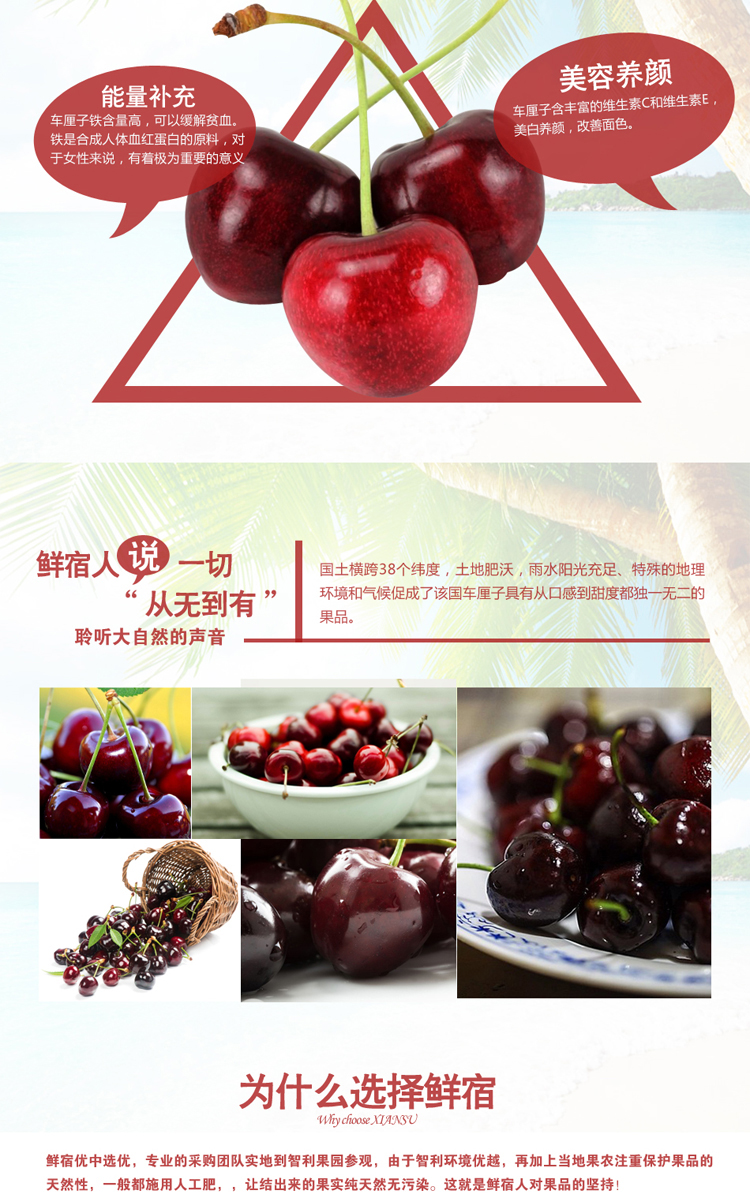 能量补充
车厘子铁含量高，可以缓解贫血。
铁是合成人体血红蛋白的原料，对
于女性来说，有着极为重要的意义
美容养颜
车厘子含丰富的维生素C和维生素E，
美白养颜，改善面色。
鲜宿人说一切
“从无到有”
聆听大自然的声音
国土横跨38个纬度，土地肥沃，雨水阳光充足、特殊的地理
环境和气候促成了该国车厘子具有从口感到甜度都独一无二的
果品。
为什么选择鲜宿
Why choose XIANSU
鲜宿优中选优，专业的采购团队实地到智利果园参观，由于智利环境优越，再加上当地果农注重保护果品的
天然性，一般都施用人工肥，，让结出来的果实纯天然无污染。这就是鲜宿人对果品的坚持！